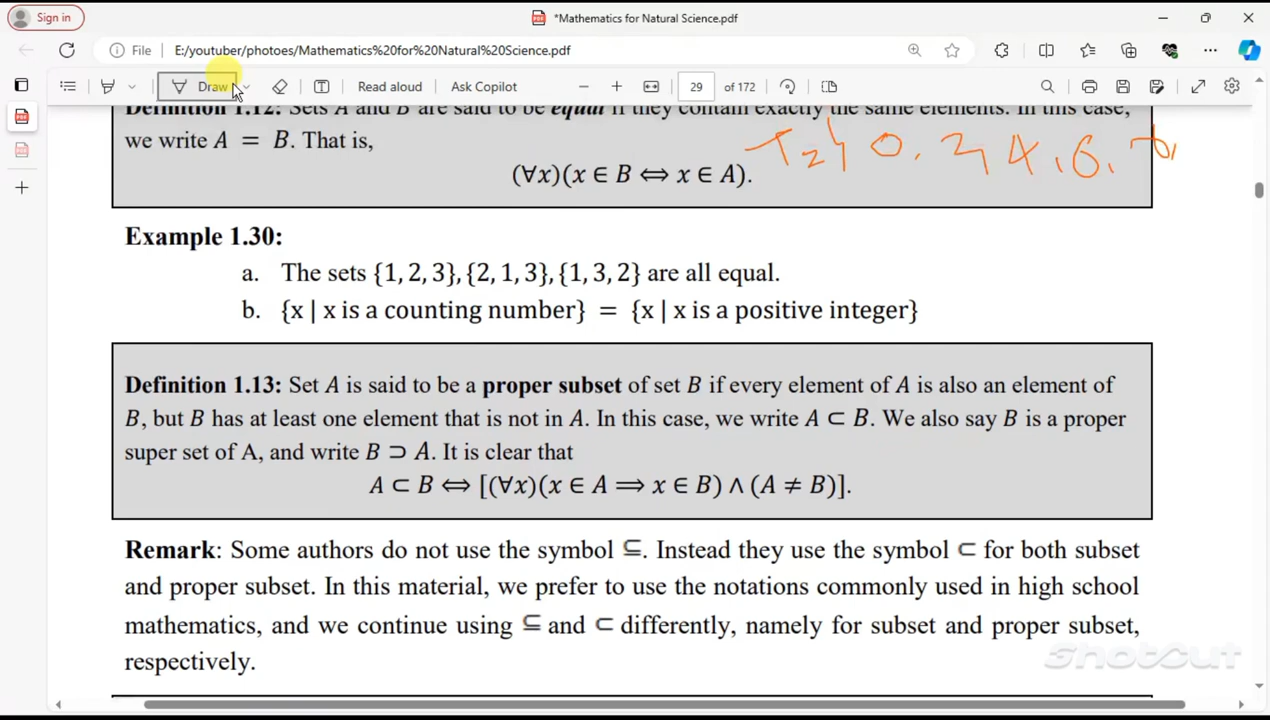 Sign in
*Mathematics for Natural Science.pdf
File
E:/youtuber/photoes/Mathematics%20for%20Natural%20Science.pdf
Draw
Read aloud
Ask Copilot
29 of 172
Definition 1.12: Sets A and B are said to be equal if they contain exactly the same elements. In this case,
we write A = B. That is,
0, 2, 4, 6,
(∀x)(x ∈ B ⟺ x ∈ A).
Example 1.30:
a. The sets {1, 2, 3}, {2, 1, 3}, {1, 3, 2} are all equal.
b. {x | x is a counting number} = {x | x is a positive integer}
Definition 1.13: Set A is said to be a proper subset of set B if every element of A is also an element of
B, but B has at least one element that is not in A. In this case, we write A ⊂ B. We also say B is a proper
super set of A, and write B ⊃ A. It is clear that
A ⊂ B ⟺ [(∀x)(x ∈ A ⟹ x ∈ B) ∧ (A ≠ B)].
Remark: Some authors do not use the symbol ⊆. Instead they use the symbol ⊂ for both subset
and proper subset. In this material, we prefer to use the notations commonly used in high school
mathematics, and we continue using ⊆ and ⊂ differently, namely for subset and proper subset,
respectively.
Shotcut